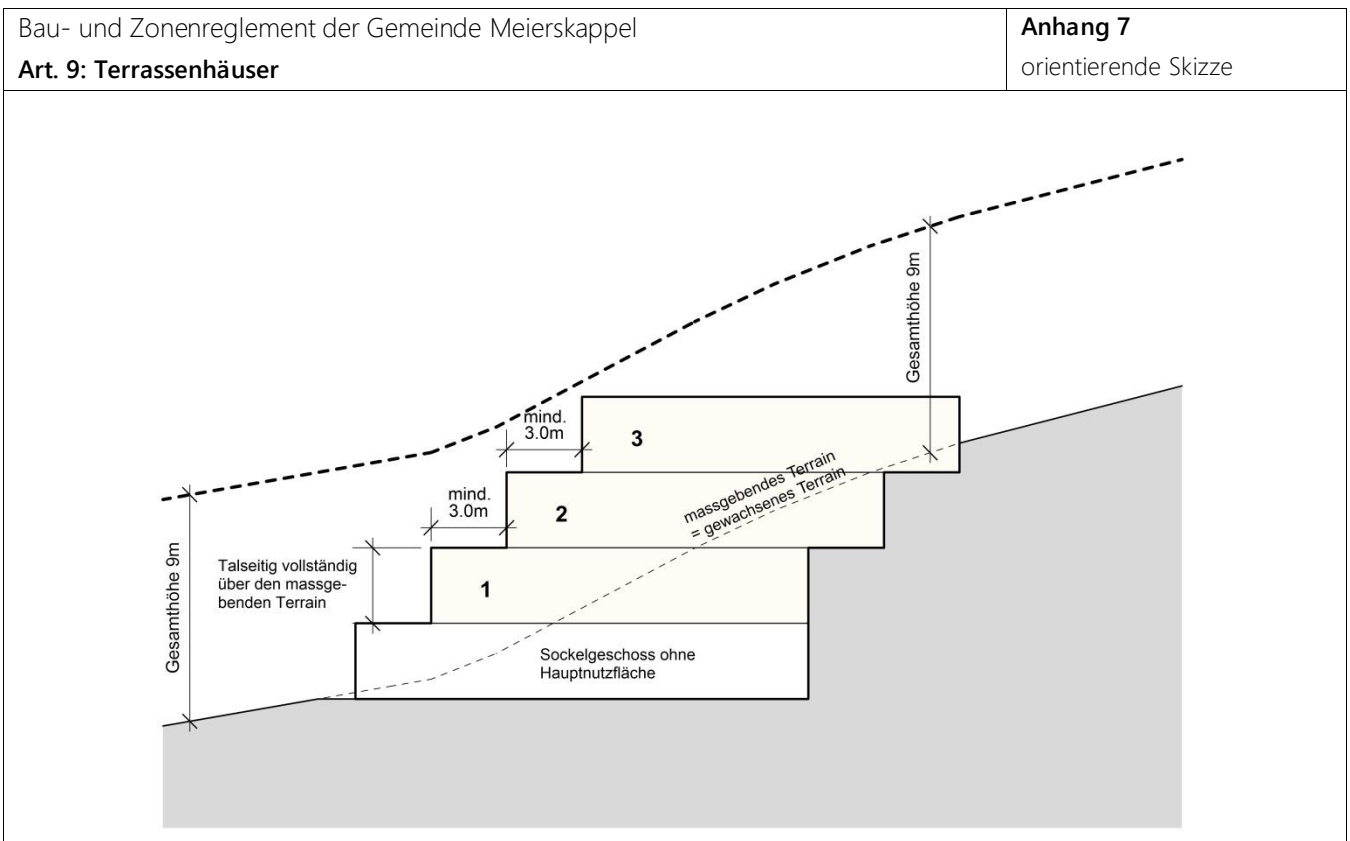 Bau- und Zonenreglement der Gemeinde Meierskappel
Art. 9: Terrassenhäuser
Anhang 7
orientierende Skizze
Gesamthöhe 9m
mind.
3.0m
3
massgebendes Terrain
= gewachsenes Terrain
mind.
3.0m
2
Talseitig vollständig
über den massge-
benden Terrain
1
Gesamthöhe 9m
Sockelgeschoss ohne
Hauptnutzfläche